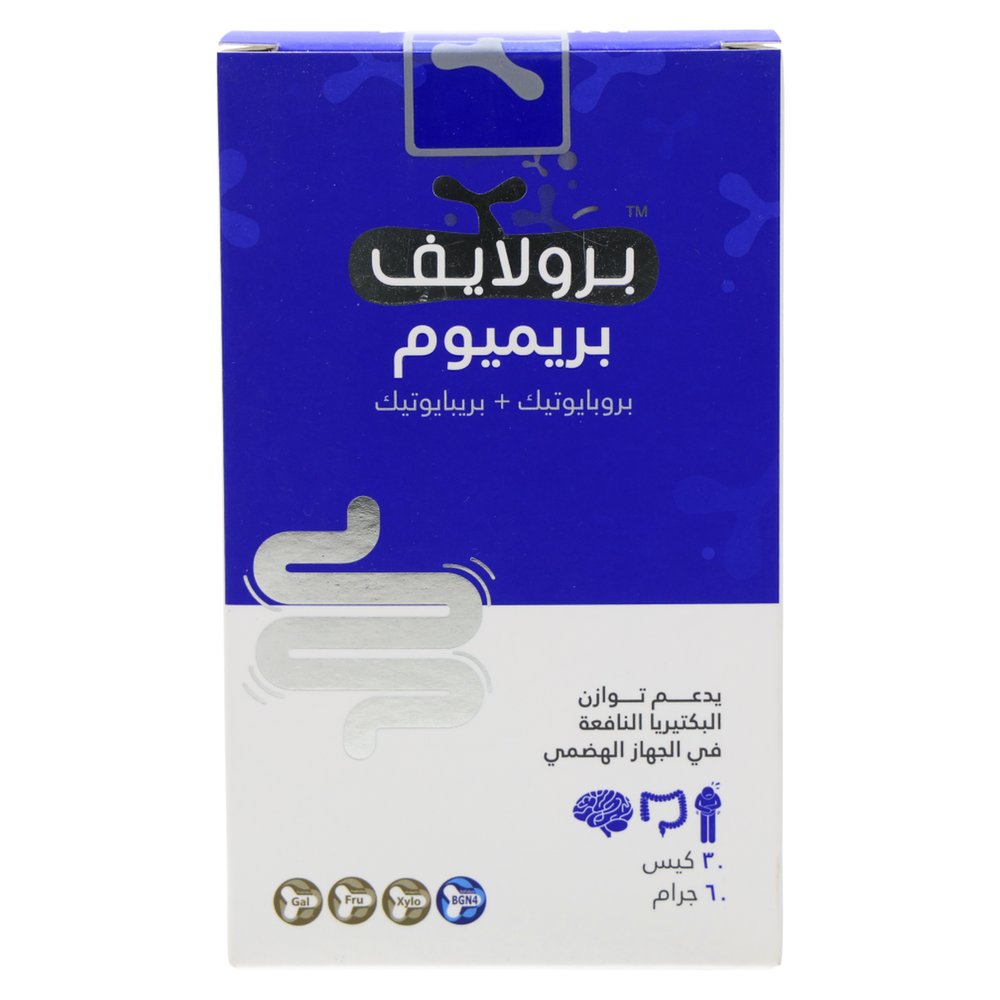 برولايف
TM
بريميوم
بروبايوتيك + بريبايوتيك
يدعم توازن
البكتيريا النافعة
في الجهاز الهضمي
٣٠ كيس
٦٠ جرام
Gal Fru Xylo BGN4